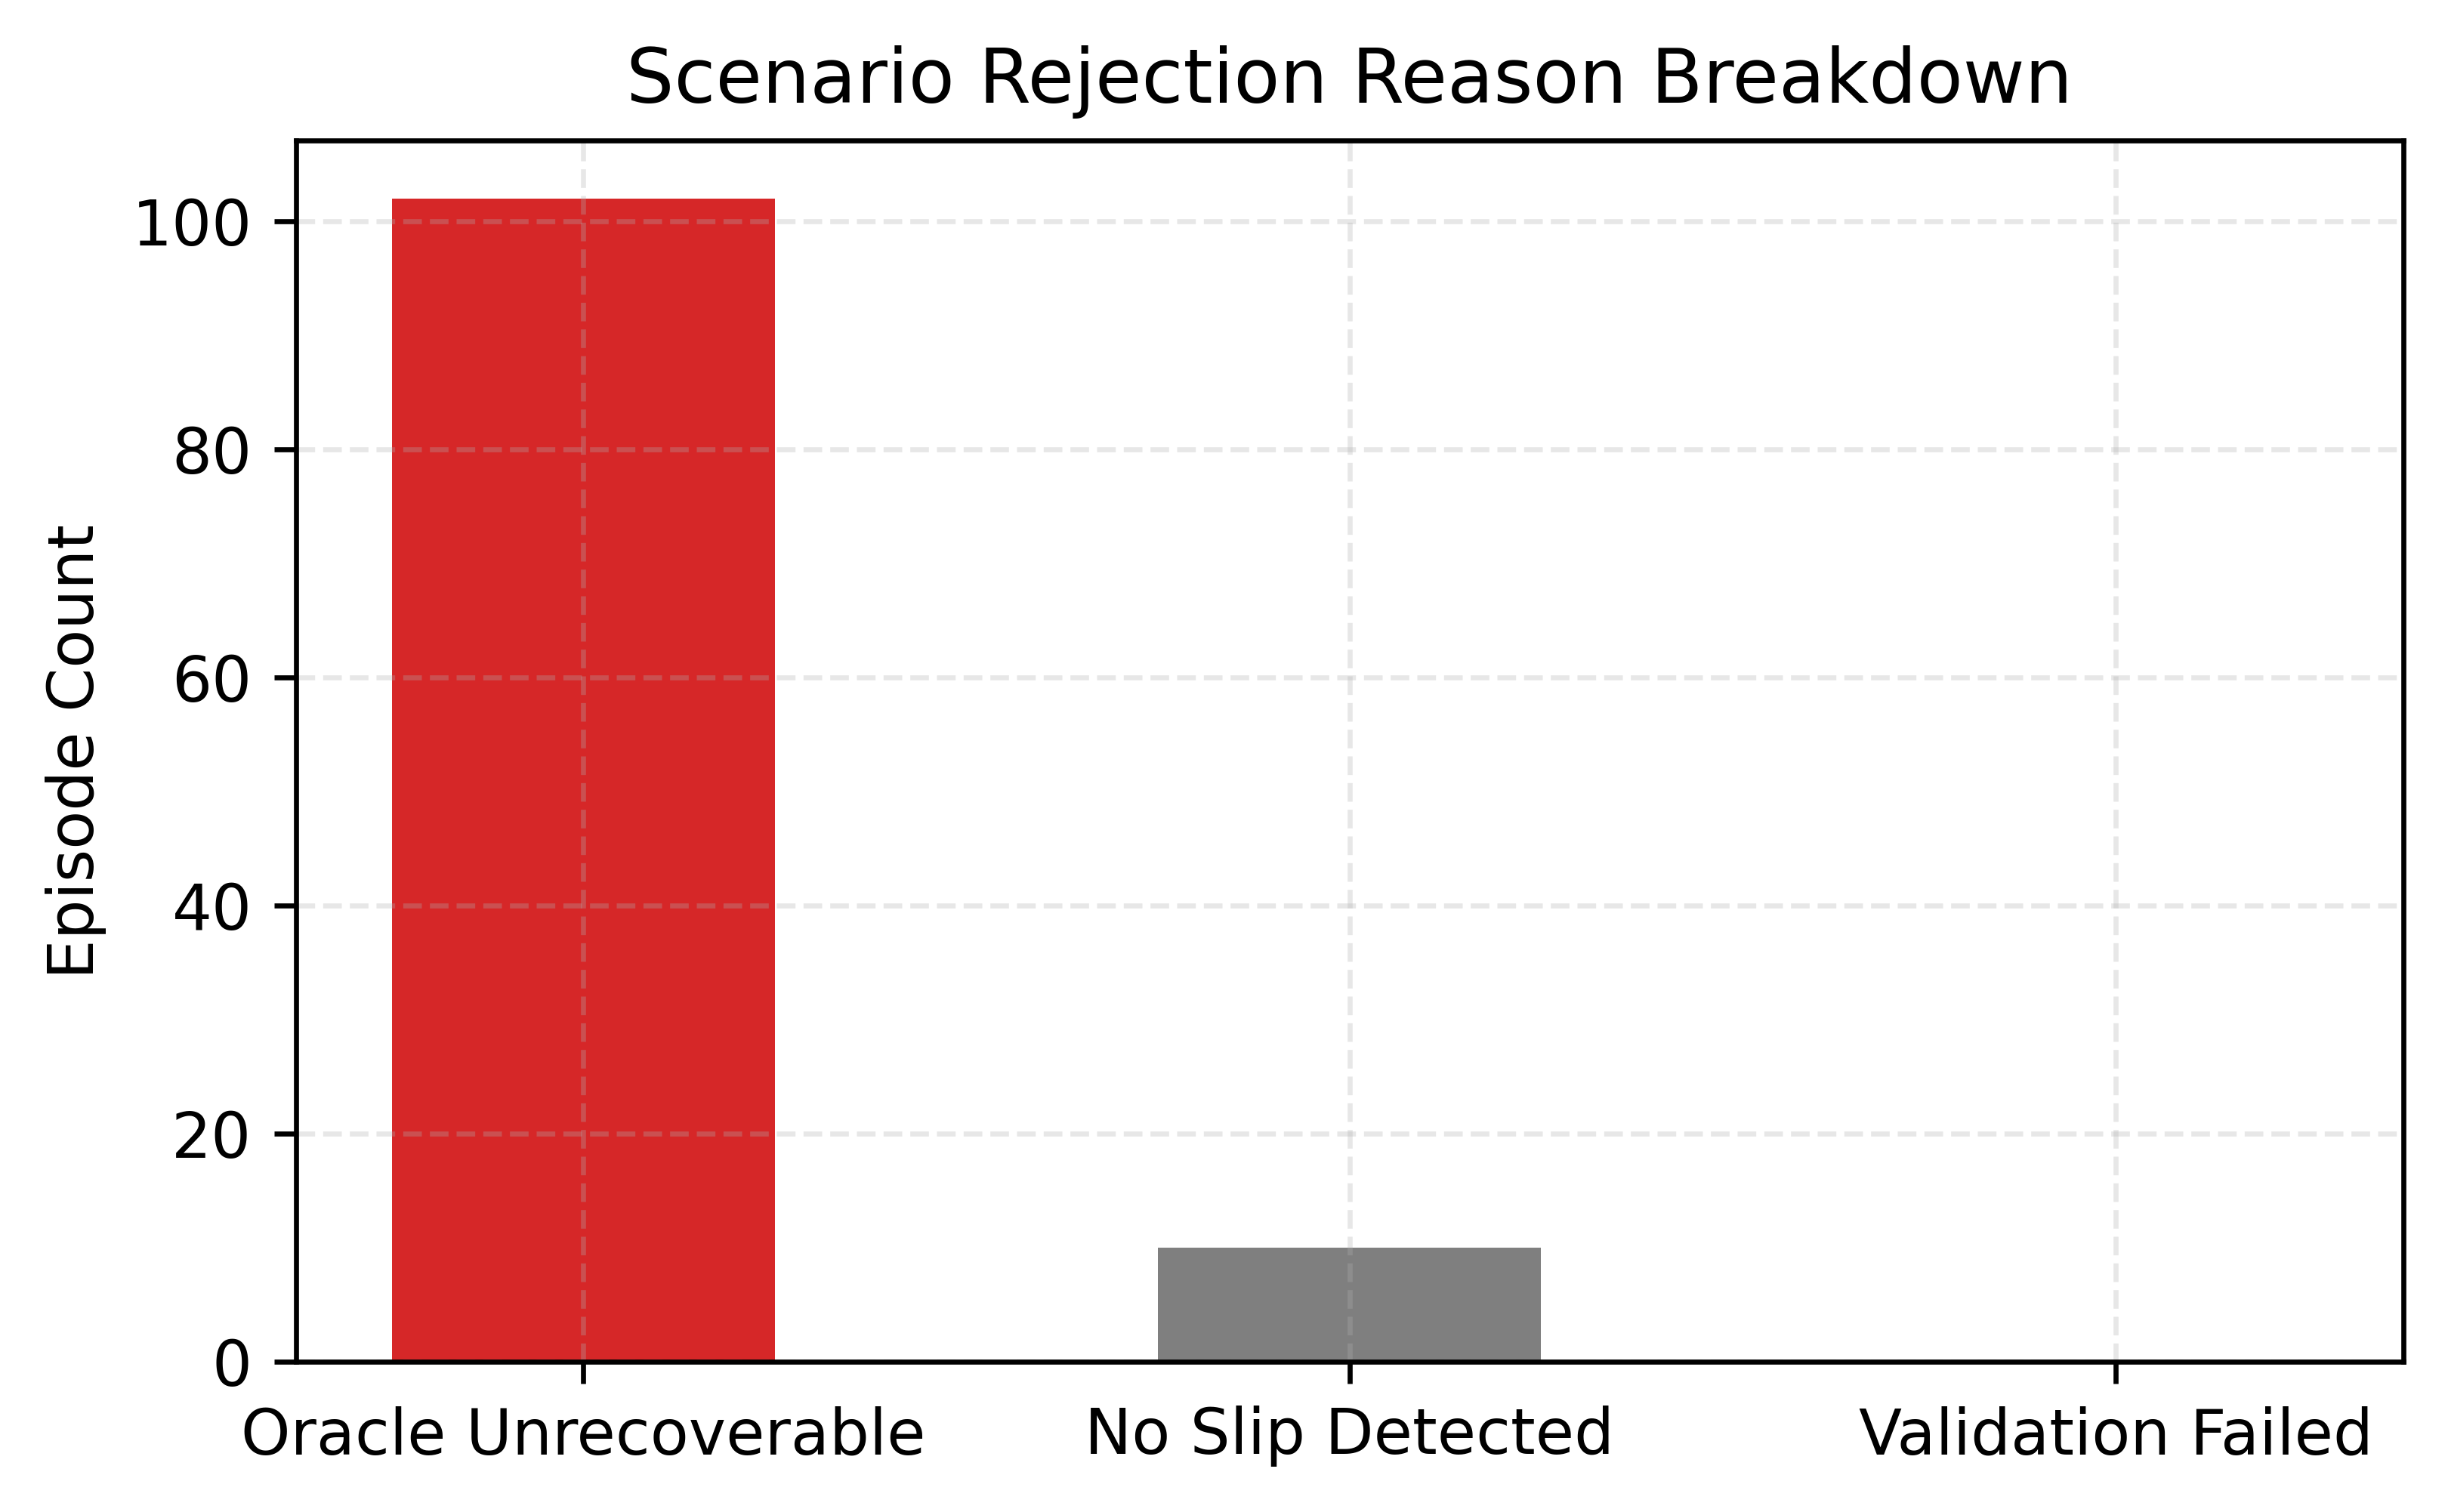 Scenario Rejection Reason Breakdown
Episode Count
100
80
60
40
20
0
Oracle Unrecoverable
No Slip Detected
Validation Failed